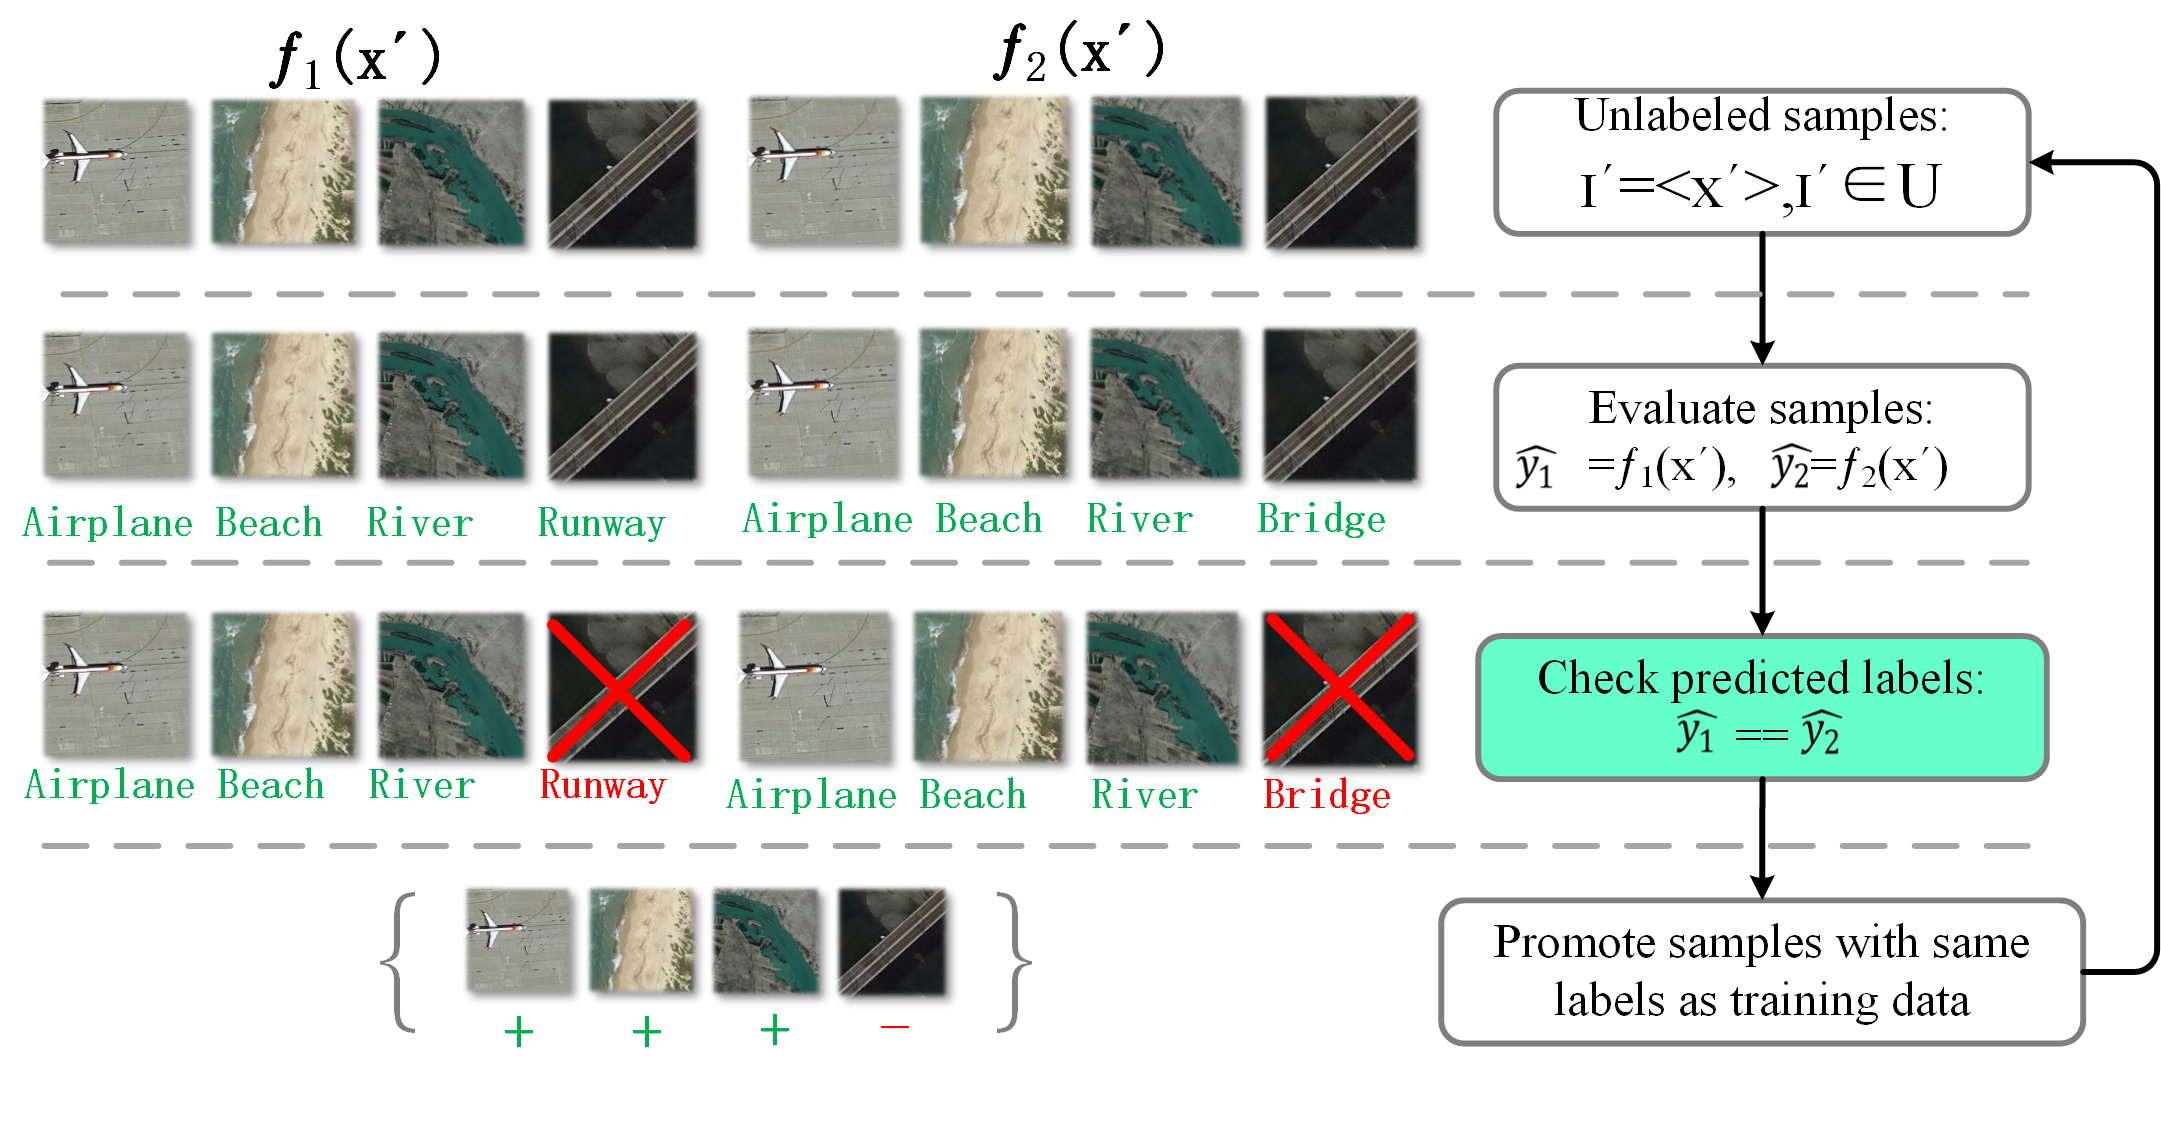 f₁(x′)
f₂(x′)
Unlabeled samples:
I′=<x′>,I′∈U
Airplane Beach River Runway Airplane Beach River Bridge
Evaluate samples:
ŷ₁ =f₁(x′), ŷ₂=f₂(x′)
Airplane Beach River Runway Airplane Beach River Bridge
Check predicted labels:
ŷ₁ == ŷ₂
{ + + + − }
Promote samples with same
labels as training data